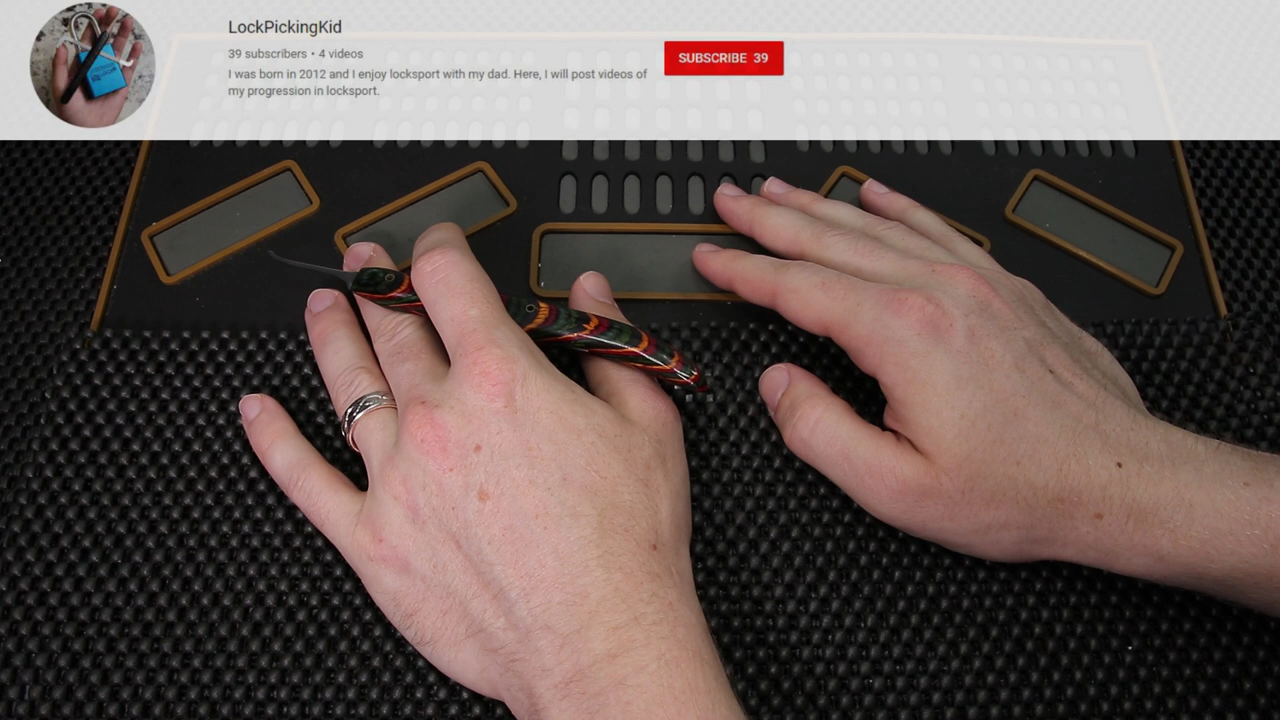 LockPickingKid
39 subscribers • 4 videos
SUBSCRIBE 39
I was born in 2012 and I enjoy locksport with my dad. Here, I will post videos of
my progression in locksport.